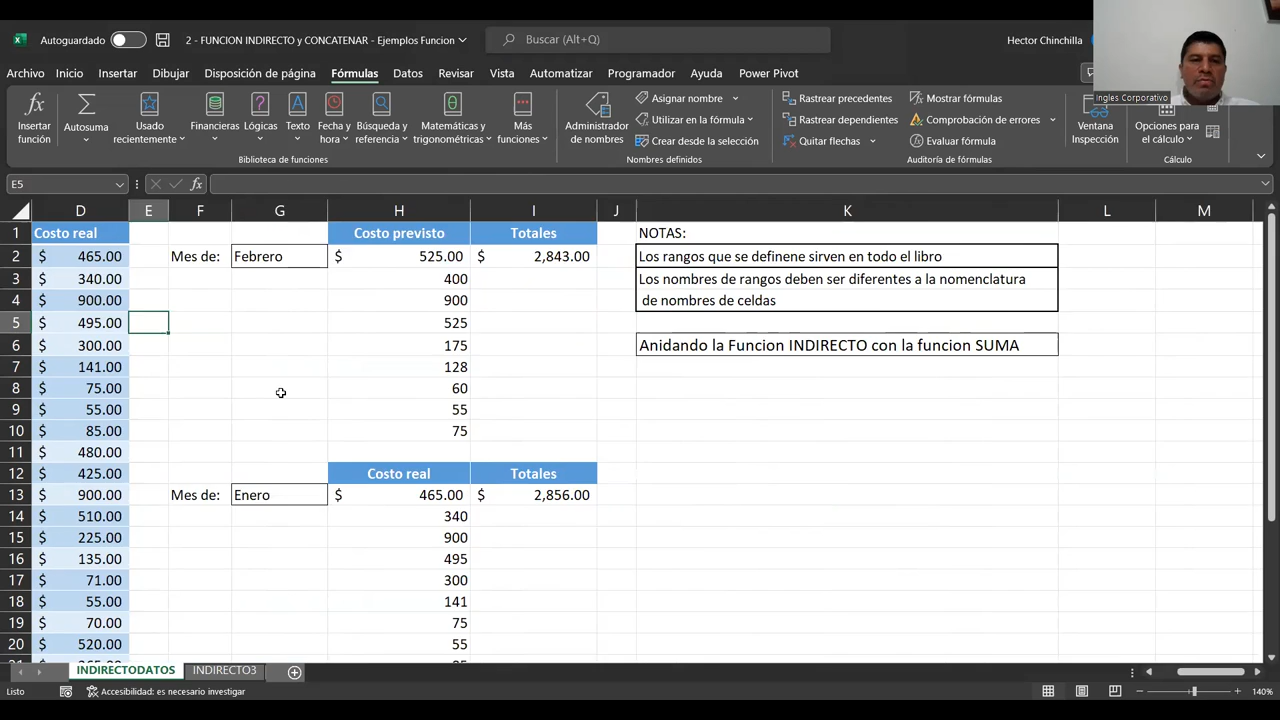 Autoguardado
2 - FUNCION INDIRECTO y CONCATENAR - Ejemplos Funcion
Buscar (Alt+Q)
Hector Chinchilla
Ingles Corporativo
Archivo Inicio Insertar Dibujar Disposición de página Fórmulas Datos Revisar Vista Automatizar Programador Ayuda Power Pivot
Insertar función
Autosuma
Usado recientemente
Financieras
Lógicas
Texto
Fecha y hora
Búsqueda y referencia
Matemáticas y trigonométricas
Más funciones
Biblioteca de funciones
Administrador de nombres
Asignar nombre
Utilizar en la fórmula
Crear desde la selección
Nombres definidos
Rastrear precedentes
Rastrear dependientes
Quitar flechas
Mostrar fórmulas
Comprobación de errores
Evaluar fórmula
Auditoría de fórmulas
Ventana Inspección
Opciones para el cálculo
Cálculo
E5 fx
D E F G H I J K L M
1 Costo real Costo previsto Totales NOTAS:
2 $ 465.00 Mes de: Febrero $ 525.00 $ 2,843.00 Los rangos que se definene sirven en todo el libro
3 $ 340.00 400 Los nombres de rangos deben ser diferentes a la nomenclatura
4 $ 900.00 900 de nombres de celdas
5 $ 495.00 525
6 $ 300.00 175 Anidando la Funcion INDIRECTO con la funcion SUMA
7 $ 141.00 128
8 $ 75.00 60
9 $ 55.00 55
10 $ 85.00 75
11 $ 480.00
12 $ 425.00 Costo real Totales
13 $ 900.00 Mes de: Enero $ 465.00 $ 2,856.00
14 $ 510.00 340
15 $ 225.00 900
16 $ 135.00 495
17 $ 71.00 300
18 $ 55.00 141
19 $ 70.00 75
20 $ 520.00 55
INDIRECTODATOS INDIRECTO3
Listo Accesibilidad: es necesario investigar 140%